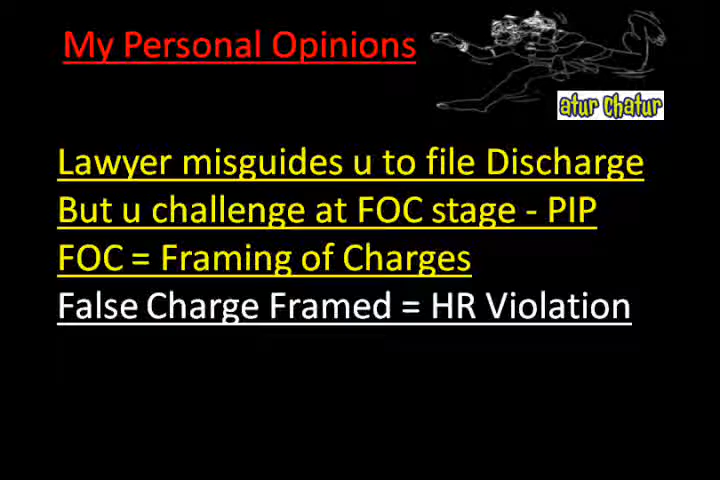 My Personal Opinions
atur chatur
Lawyer misguides u to file Discharge
But u challenge at FOC stage - PIP
FOC = Framing of Charges
False Charge Framed = HR Violation